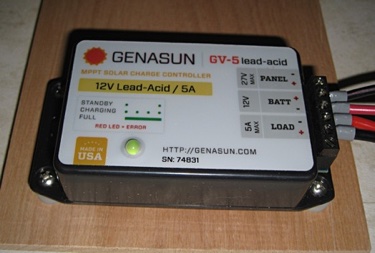 GENASUN GV-5 lead-acid
MPPT SOLAR CHARGE CONTROLLER
12V Lead-Acid / 5A
STANDBY
CHARGING
FULL
RED LED = ERROR
MADE IN
USA
HTTP://GENASUN.COM
SN: 74831
27V MAX PANEL - +
12V BATT - +
5A MAX LOAD - +